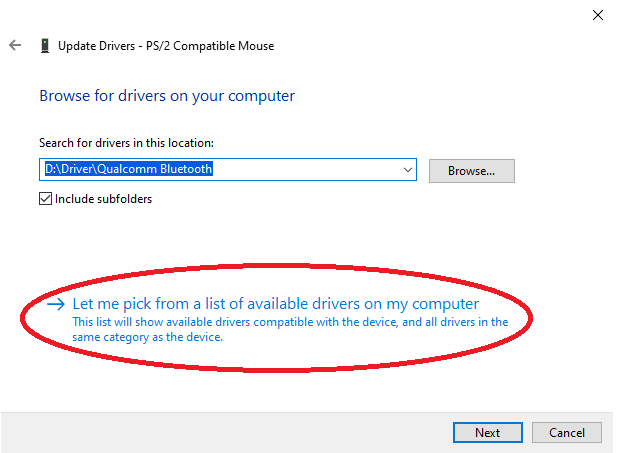 Update Drivers - PS/2 Compatible Mouse
Browse for drivers on your computer
Search for drivers in this location:
D:\Driver\Qualcomm Bluetooth
Browse...
Include subfolders
Let me pick from a list of available drivers on my computer
This list will show available drivers compatible with the device, and all drivers in the
same category as the device.
Next
Cancel